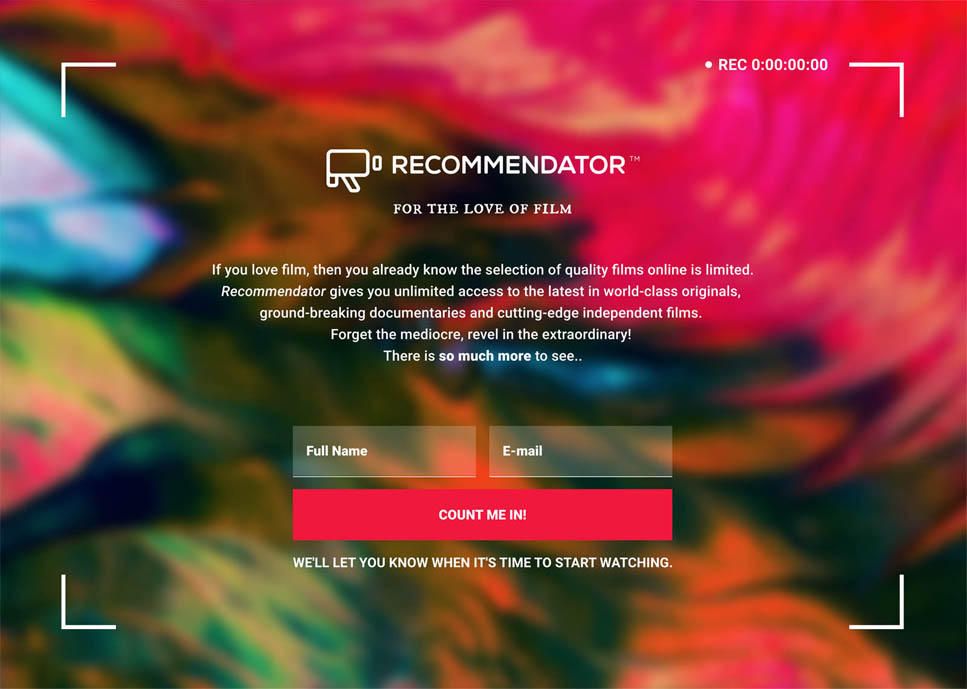 REC 0:00:00:00
RECOMMENDATOR™
FOR THE LOVE OF FILM
If you love film, then you already know the selection of quality films online is limited.
Recommendator gives you unlimited access to the latest in world-class originals,
ground-breaking documentaries and cutting-edge independent films.
Forget the mediocre, revel in the extraordinary!
There is so much more to see..
Full Name
E-mail
COUNT ME IN!
WE'LL LET YOU KNOW WHEN IT'S TIME TO START WATCHING.